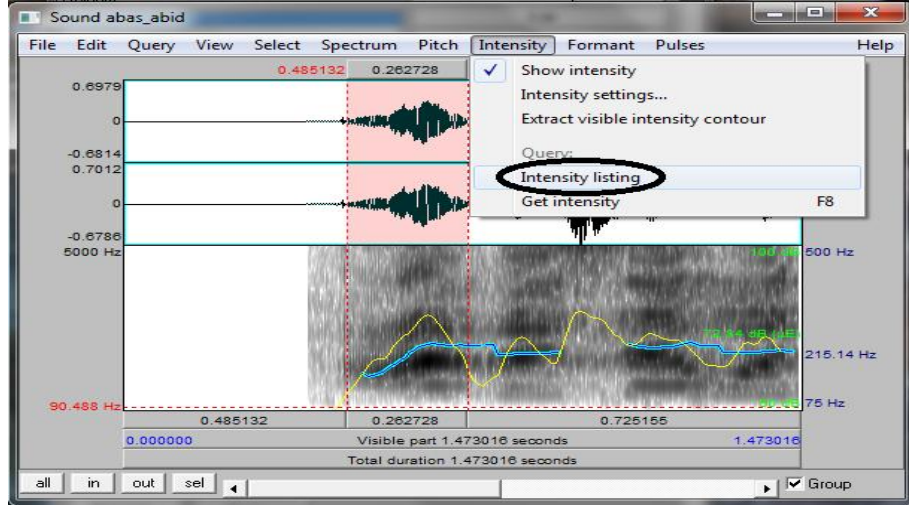 Sound abas_abid
File Edit Query View Select Spectrum Pitch Intensity Formant Pulses Help
0.485132 0.262728
Show intensity
Intensity settings...
Extract visible intensity contour
Query:
Intensity listing
Get intensity F8
0.6979
0
-0.6814
0.7012
0
-0.6786
5000 Hz 100 dB 500 Hz
72.34 dB (µE)
215.14 Hz
90.488 Hz 75 Hz
0.485132 0.262728 0.725155
0.000000 Visible part 1.473016 seconds 1.473016
Total duration 1.473016 seconds
all in out sel Group